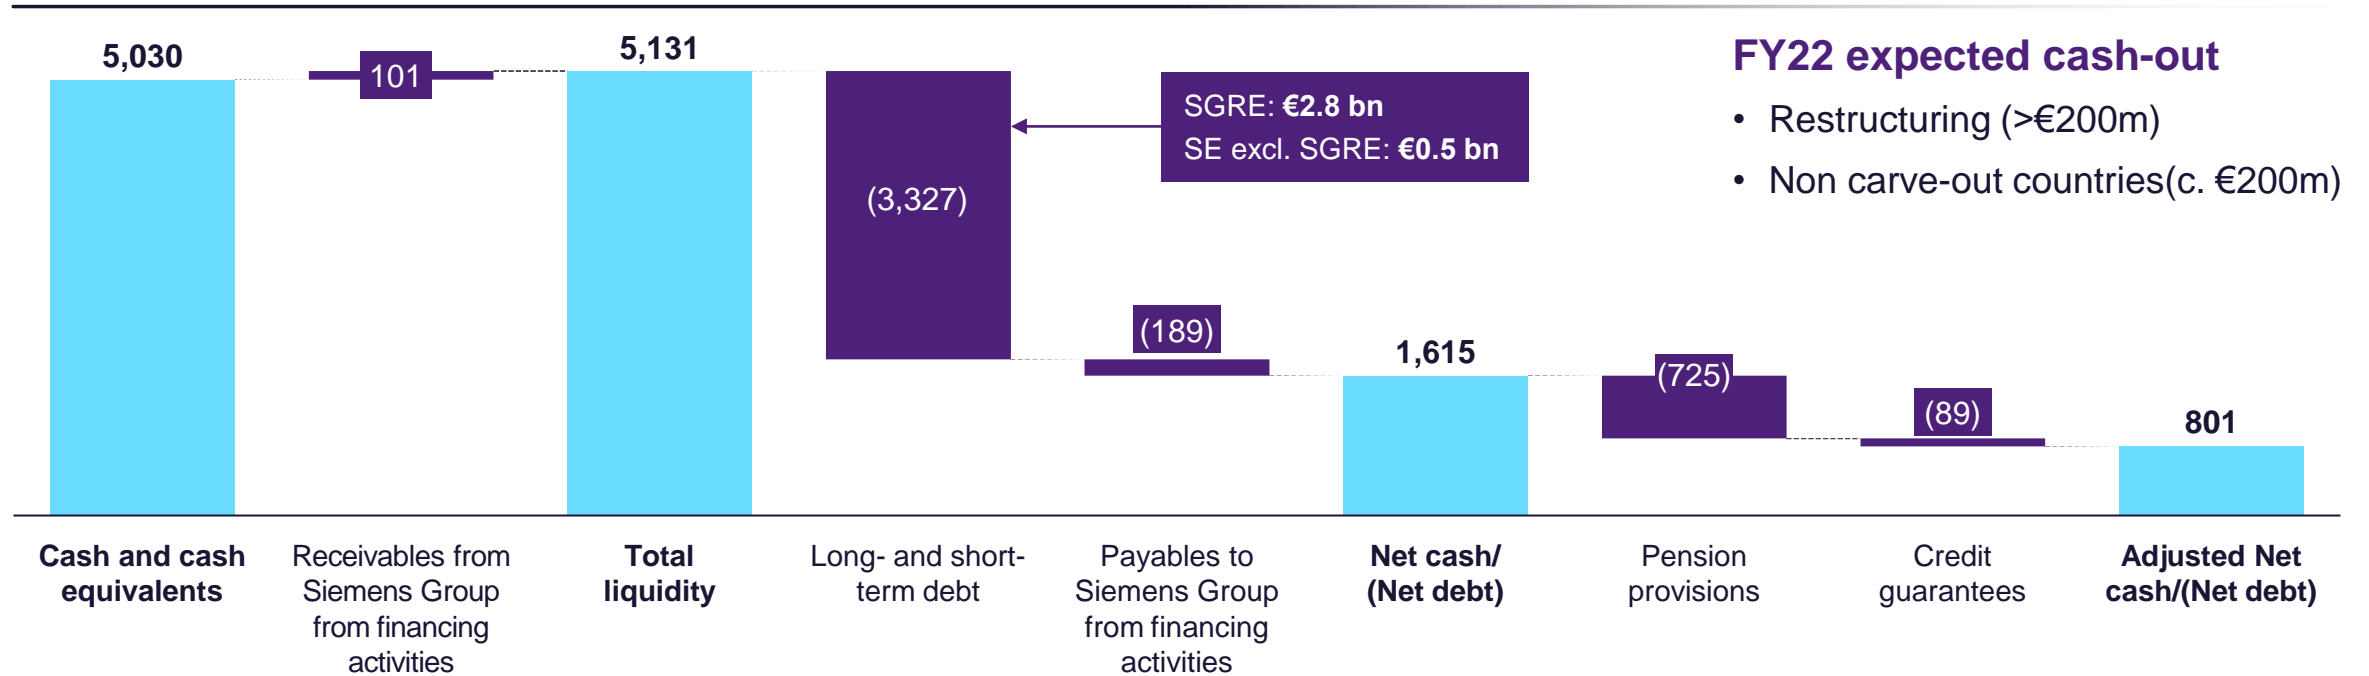 5,030
101
5,131
(3,327)
SGRE: €2.8 bn
SE excl. SGRE: €0.5 bn
(189)
1,615
(725)
(89)
801
FY22 expected cash-out
• Restructuring (>€200m)
• Non carve-out countries(c. €200m)
Cash and cash
equivalents
Receivables from
Siemens Group
from financing
activities
Total
liquidity
Long- and short-
term debt
Payables to
Siemens Group
from financing
activities
Net cash/
(Net debt)
Pension
provisions
Credit
guarantees
Adjusted Net
cash/(Net debt)